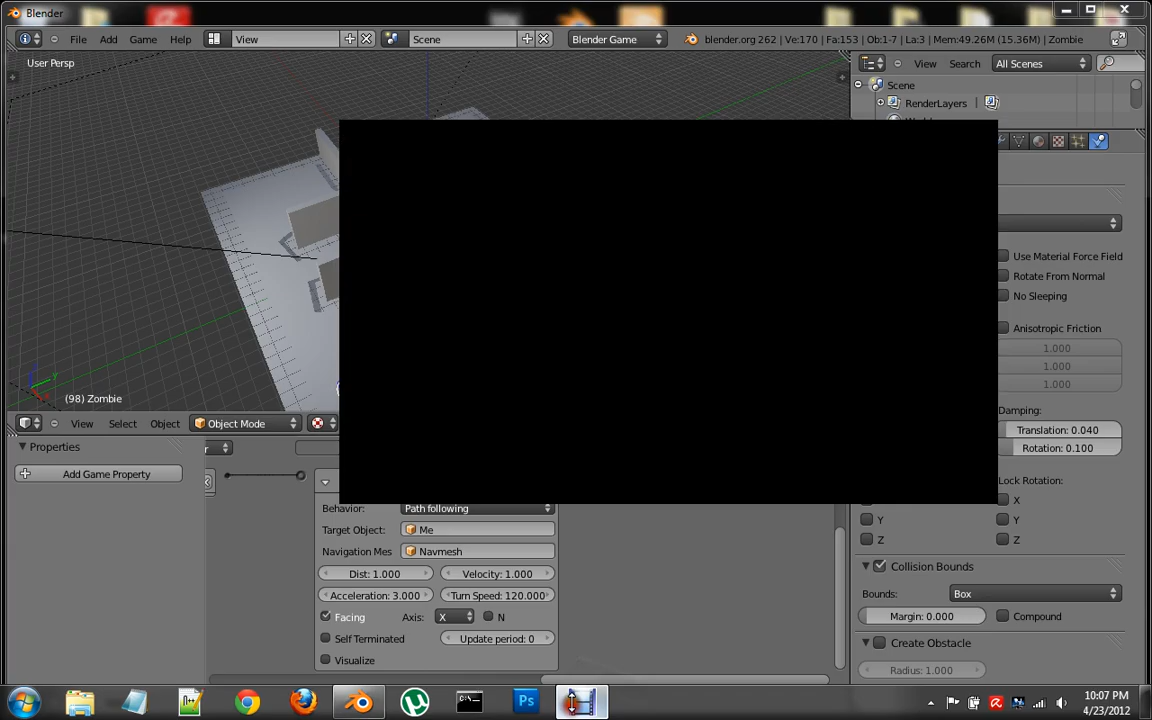 Blender
File Add Game Help View Scene Blender Game blender.org 262 | Ve:170 | Fa:153 | Ob:1-7 | La:3 | Mem:49.26M (15.36M) | Zombie
User Persp
View Search All Scenes
Scene
RenderLayers
Use Material Force Field
Rotate From Normal
No Sleeping
Anisotropic Friction
1.000
1.000
1.000
(98) Zombie
Damping:
View Select Object Object Mode
Translation: 0.040
Properties
Rotation: 0.100
Add Game Property
Lock Rotation:
X
Behavior: Path following
Y Y
Target Object: Me
Z Z
Navigation Mes Navmesh
Collision Bounds
Dist: 1.000 Velocity: 1.000
Acceleration: 3.000 Turn Speed: 120.000
Bounds: Box
Facing Axis: X N
Margin: 0.000 Compound
Self Terminated Update period: 0
Create Obstacle
Visualize
Radius: 1.000
10:07 PM
4/23/2012